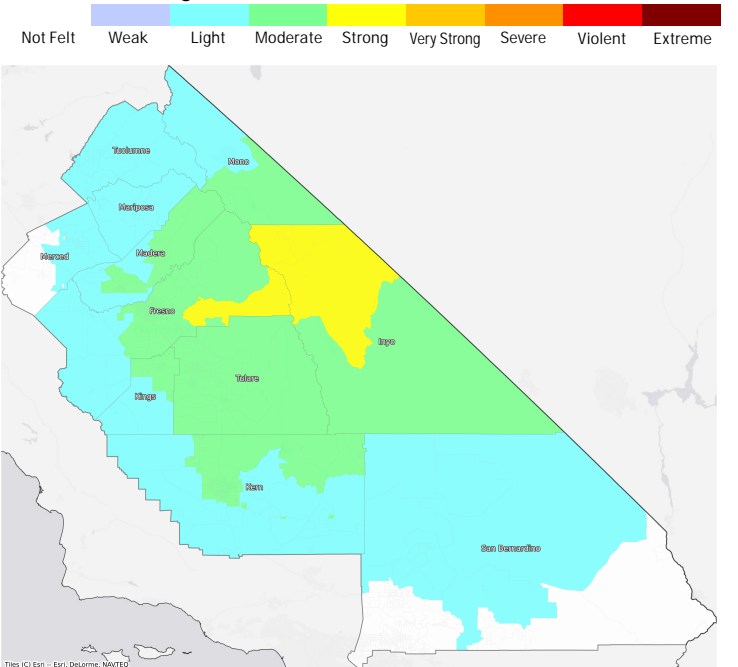 Not Felt Weak Light Moderate Strong Very Strong Severe Violent Extreme
Tuolumne
Mono
Mariposa
Madera
Merced
Fresno
Inyo
Tulare
Kings
Kern
San Bernardino
Tiles (C) Esri -- Esri, DeLorme, NAVTEQ